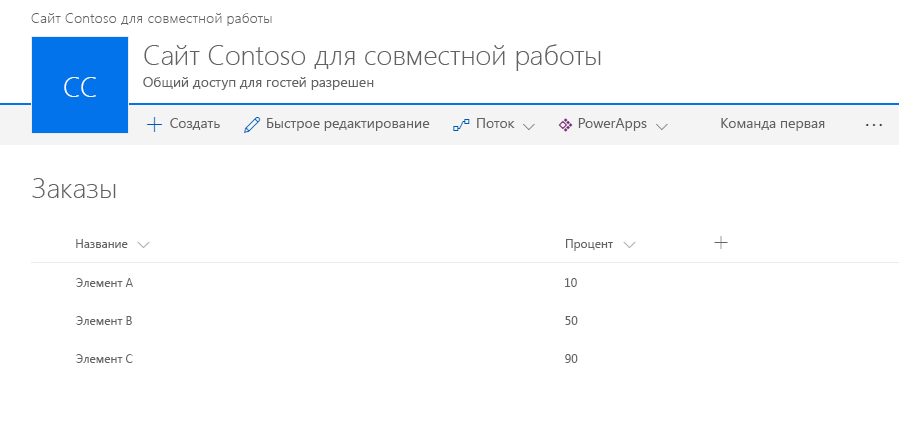 Сайт Contoso для совместной работы
CC
Сайт Contoso для совместной работы
Общий доступ для гостей разрешен
Создать Быстрое редактирование Поток PowerApps Команда первая ...
Заказы
Название Процент
Элемент A 10
Элемент B 50
Элемент C 90